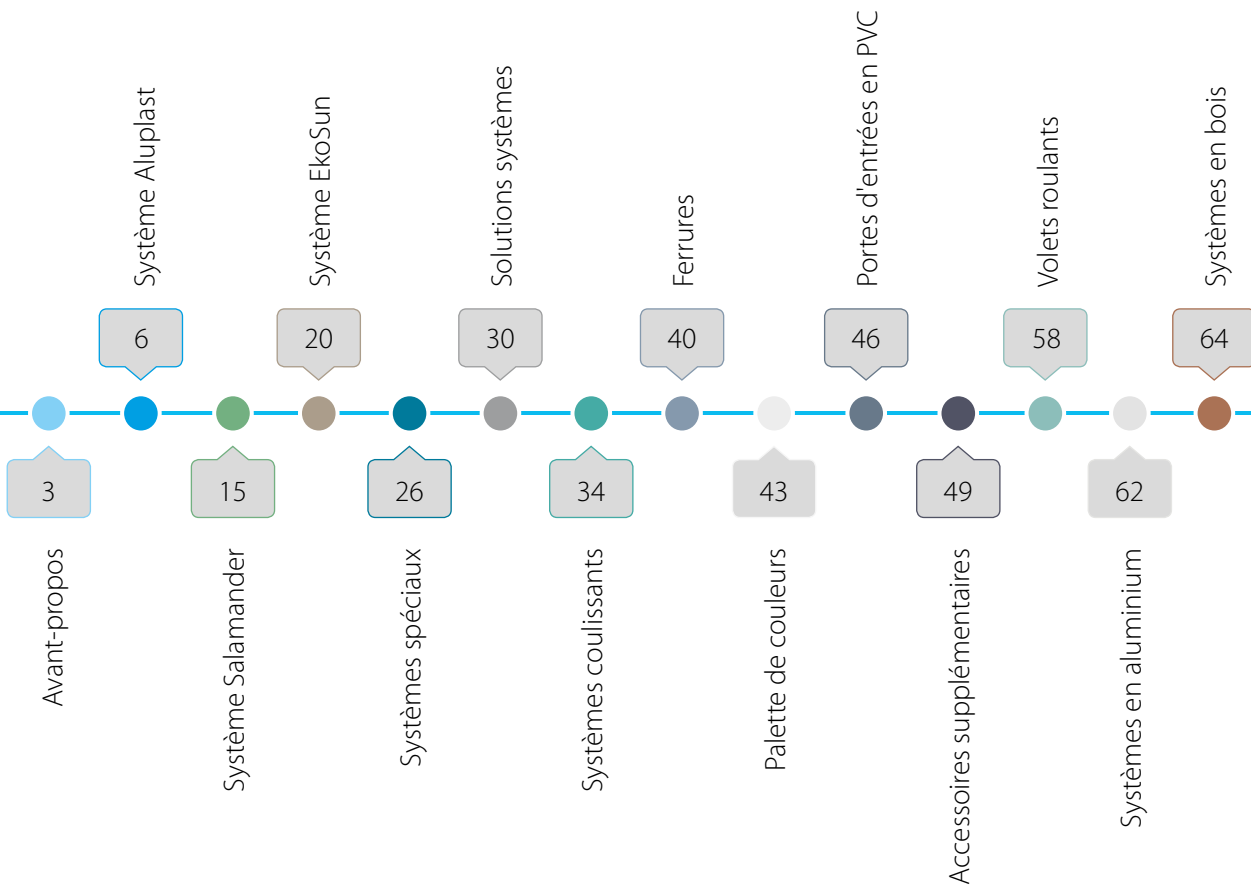 Avant-propos
3
Système Aluplast
6
Système Salamander
15
Système EkoSun
20
Systèmes spéciaux
26
Solutions systèmes
30
Systèmes coulissants
34
Ferrures
40
Palette de couleurs
43
Portes d'entrées en PVC
46
Accessoires supplémentaires
49
Volets roulants
58
Systèmes en aluminium
62
Systèmes en bois
64